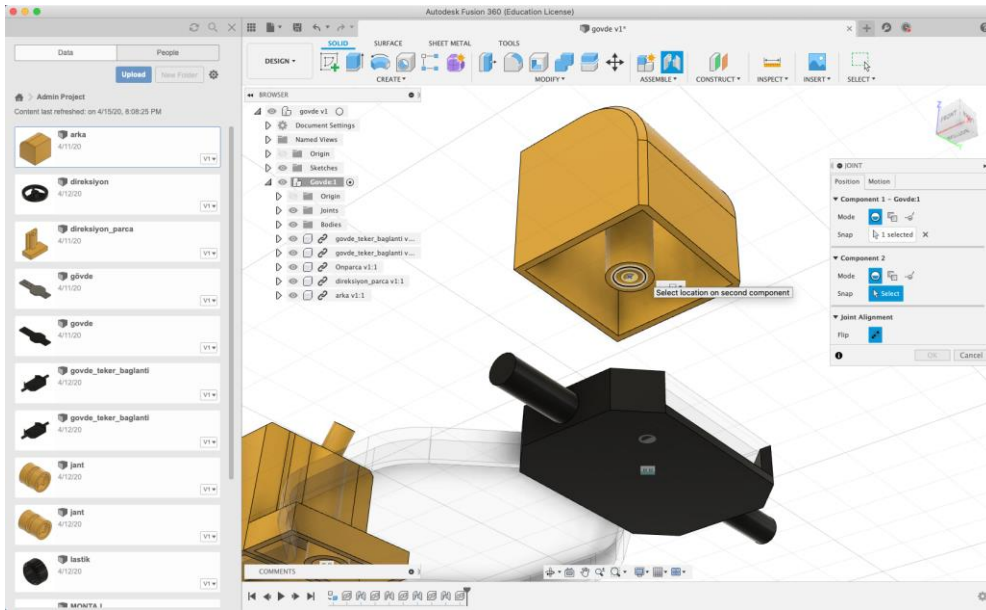 Autodesk Fusion 360 (Education License)
govde v1*
Data
People
Upload
New Folder
Admin Project
Content last refreshed: on 4/15/20, 8:08:25 PM
arka
4/11/20
V1
direksiyon
4/12/20
V1
direksiyon_parca
4/11/20
V1
gövde
4/11/20
V1
govde
4/11/20
V1
govde_teker_baglanti
4/12/20
V1
govde_teker_baglanti
4/12/20
V1
jant
4/12/20
V1
jant
4/12/20
V1
lastik
4/12/20
V1
MONTAJ
DESIGN
SOLID
SURFACE
SHEET METAL
TOOLS
CREATE
MODIFY
ASSEMBLE
CONSTRUCT
INSPECT
INSERT
SELECT
BROWSER
govde v1
Document Settings
Named Views
Origin
Sketches
Govde:1
Origin
Joints
Bodies
govde_teker_baglanti v...
govde_teker_baglanti v...
Onparca v1:1
direksiyon_parca v1:1
arka v1:1
Select location on second component
Z
FRONT
JOINT
Position
Motion
Component 1 - Govde:1
Mode
Snap
1 selected
Component 2
Mode
Snap
Select
Joint Alignment
Flip
OK
Cancel
COMMENTS